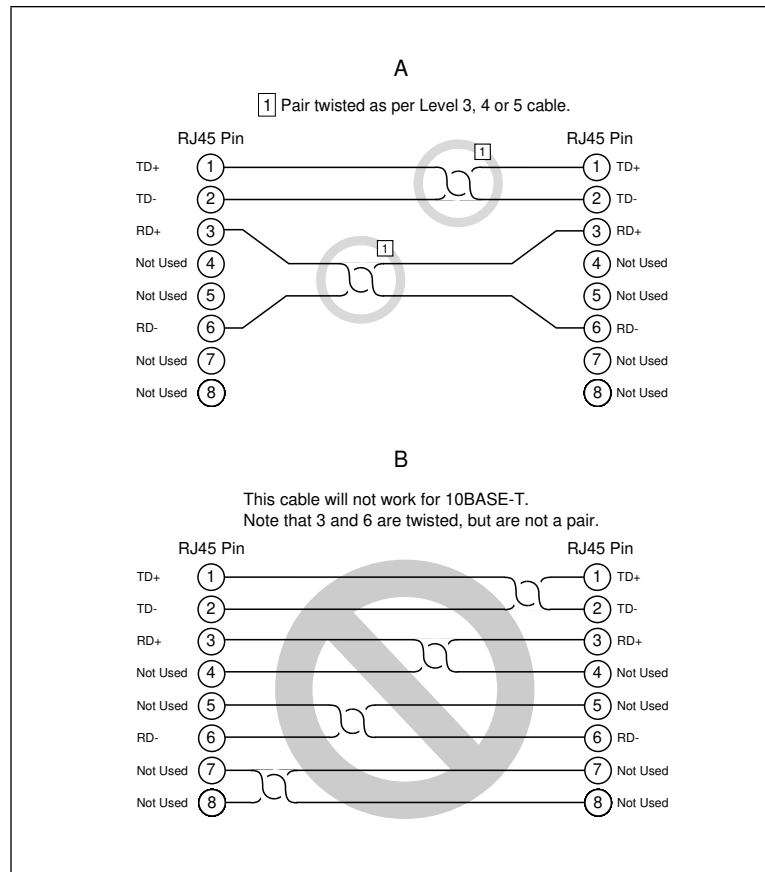 A
1 Pair twisted as per Level 3, 4 or 5 cable.
RJ45 Pin RJ45 Pin
1
TD+ 1 1 TD+
TD- 2 2 TD-
RD+ 3 3 RD+
1
Not Used 4 4 Not Used
Not Used 5 5 Not Used
RD- 6 6 RD-
Not Used 7 7 Not Used
Not Used 8 8 Not Used
B
This cable will not work for 10BASE-T.
Note that 3 and 6 are twisted, but are not a pair.
RJ45 Pin RJ45 Pin
TD+ 1 1 TD+
TD- 2 2 TD-
RD+ 3 3 RD+
Not Used 4 4 Not Used
Not Used 5 5 Not Used
RD- 6 6 RD-
Not Used 7 7 Not Used
Not Used 8 8 Not Used